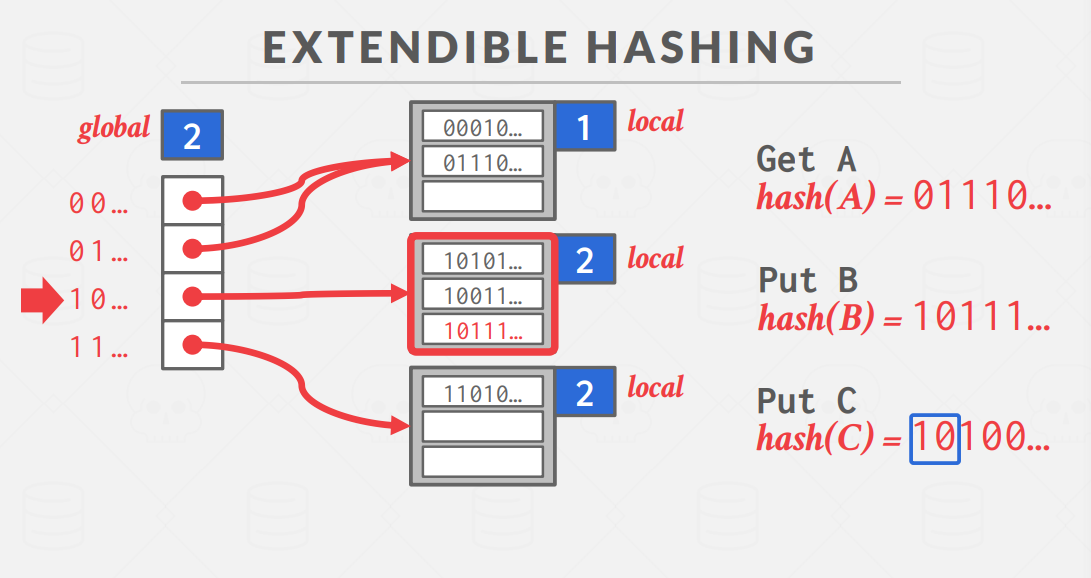 EXTENDIBLE HASHING
global 2
00…
01…
10…
11…
00010…
01110…
1 local
10101…
10011…
10111…
2 local
11010…
2 local
Get A
hash(A) = 01110…
Put B
hash(B) = 10111…
Put C
hash(C) = 10100…